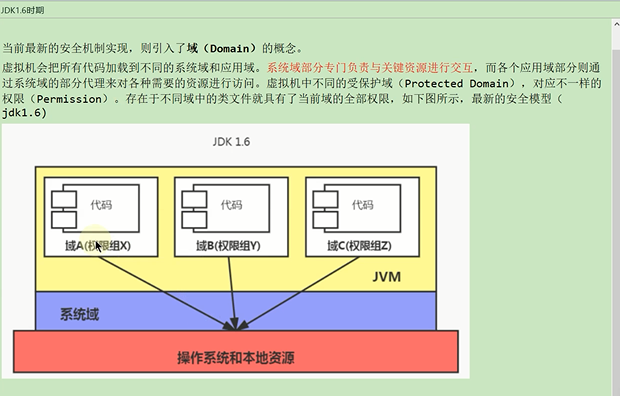 JDK1.6时期
当前最新的安全机制实现，则引入了域（Domain）的概念。
虚拟机会把所有代码加载到不同的系统域和应用域。系统域部分专门负责与关键资源进行交互，而各个应用域部分则通
过系统域的部分代理来对各种需要的资源进行访问。虚拟机中不同的受保护域（Protected Domain），对应不一样的
权限（Permission）。存在于不同域中的类文件就具有了当前域的全部权限，如下图所示，最新的安全模型（
jdk1.6)
JDK 1.6
代码
代码
代码
域A(权限组X)
域B(权限组Y)
域C(权限组Z)
JVM
系统域
操作系统和本地资源